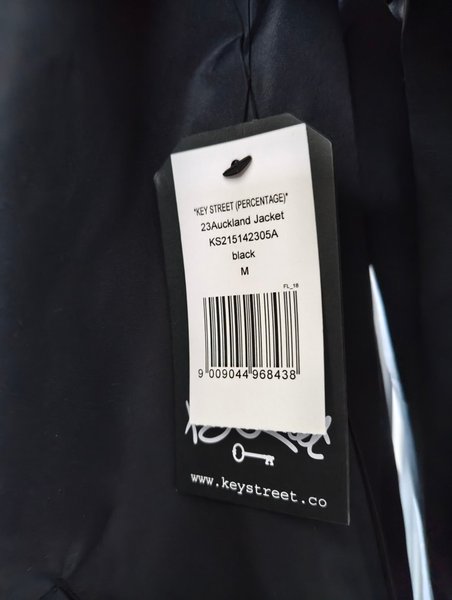 "KEY STREET (PERCENTAGE)"
23Auckland Jacket
KS215142305A
black
M
FL_18
9 009044 968438
www.keystreet.co